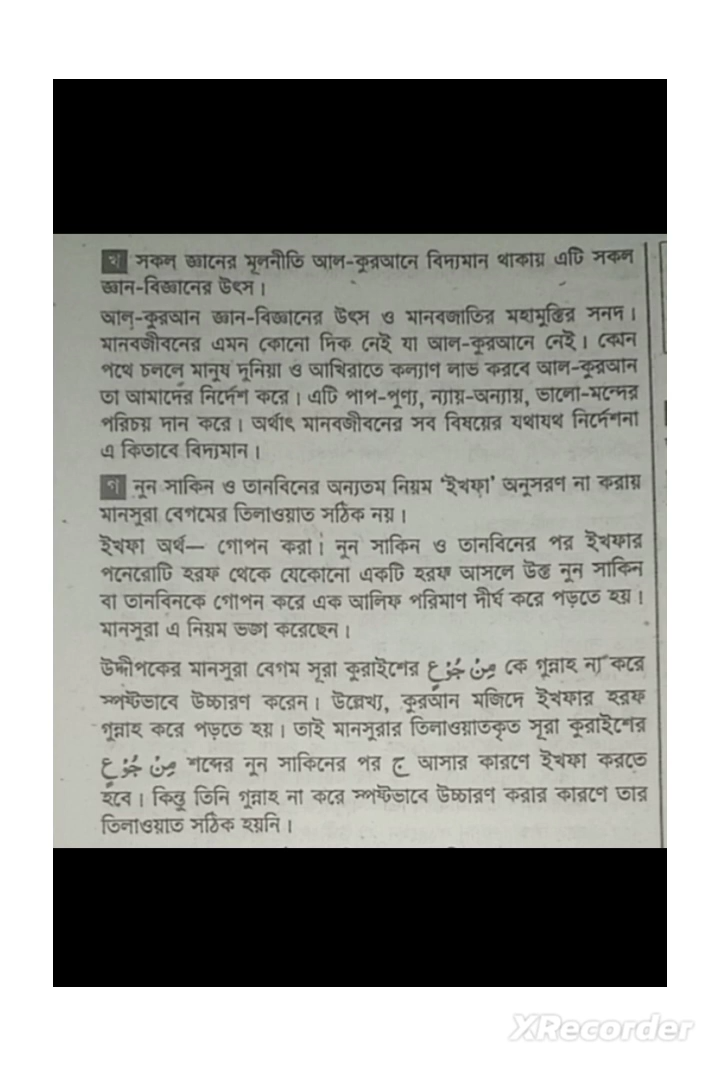 খ সকল জ্ঞানের মূলনীতি আল-কুরআনে বিদ্যমান থাকায় এটি সকল
জ্ঞান-বিজ্ঞানের উৎস।
আল-কুরআন জ্ঞান-বিজ্ঞানের উৎস ও মানবজাতির মহামুক্তির সনদ।
মানবজীবনের এমন কোনো দিক নেই যা আল-কুরআনে নেই। কোন
পথে চললে মানুষ দুনিয়া ও আখিরাতে কল্যাণ লাভ করবে আল-কুরআন
তা আমাদের নির্দেশ করে। এটি পাপ-পুণ্য, ন্যায়-অন্যায়, ভালো-মন্দের
পরিচয় দান করে। অর্থাৎ মানবজীবনের সব বিষয়ের যথাযথ নির্দেশনা
এ কিতাবে বিদ্যমান।
গ নুন সাকিন ও তানবিনের অন্যতম নিয়ম ‘ইখফা’ অনুসরণ না করায়
মানসুরা বেগমের তিলাওয়াত সঠিক নয়।
ইখফা অর্থ— গোপন করা। নুন সাকিন ও তানবিনের পর ইখফার
পনেরোটি হরফ থেকে যেকোনো একটি হরফ আসলে উক্ত নুন সাকিন
বা তানবিনকে গোপন করে এক আলিফ পরিমাণ দীর্ঘ করে পড়তে হয়।
মানসুরা এ নিয়ম ভঙ্গ করেছেন।
উদ্দীপকের মানসুরা বেগম সূরা কুরাইশের مِنْ جُوْعٍ কে গুন্নাহ না করে
স্পষ্টভাবে উচ্চারণ করেন। উল্লেখ্য, কুরআন মজিদে ইখফার হরফ
গুন্নাহ করে পড়তে হয়। তাই মানসুরার তিলাওয়াতকৃত সূরা কুরাইশের
مِنْ جُوْعٍ শব্দের নুন সাকিনের পর ج আসার কারণে ইখফা করতে
হবে। কিন্তু তিনি গুন্নাহ না করে স্পষ্টভাবে উচ্চারণ করার কারণে তার
তিলাওয়াত সঠিক হয়নি।
XRecorder